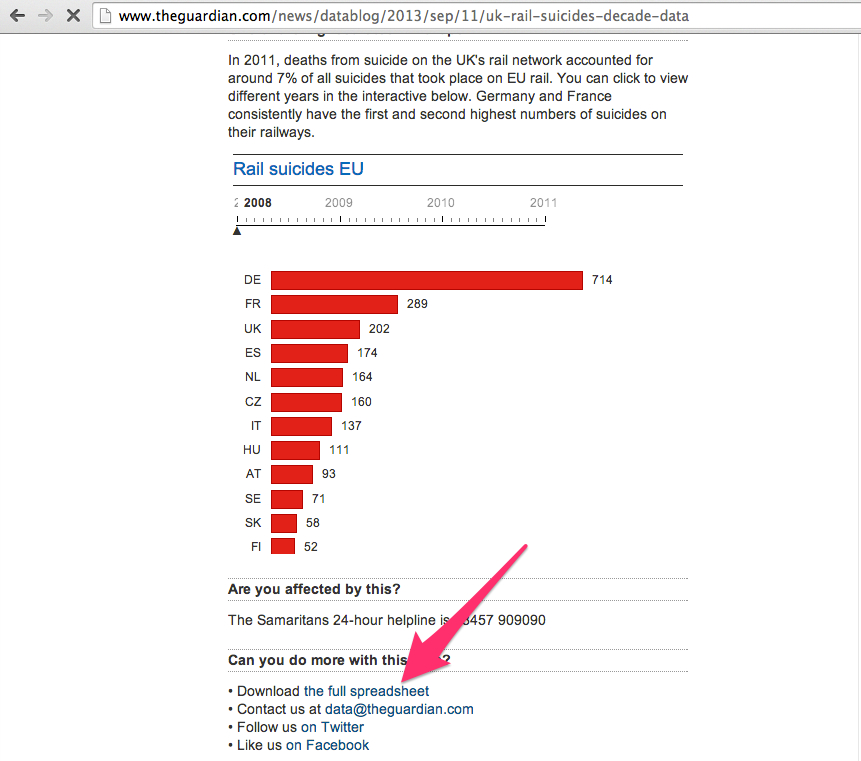 www.theguardian.com/news/datablog/2013/sep/11/uk-rail-suicides-decade-data
In 2011, deaths from suicide on the UK's rail network accounted for
around 7% of all suicides that took place on EU rail. You can click to view
different years in the interactive below. Germany and France
consistently have the first and second highest numbers of suicides on
their railways.
Rail suicides EU
2008 2009 2010 2011
DE 714
FR 289
UK 202
ES 174
NL 164
CZ 160
IT 137
HU 111
AT 93
SE 71
SK 58
FI 52
Are you affected by this?
The Samaritans 24-hour helpline is 8457 909090
Can you do more with this ?
• Download the full spreadsheet
• Contact us at data@theguardian.com
• Follow us on Twitter
• Like us on Facebook